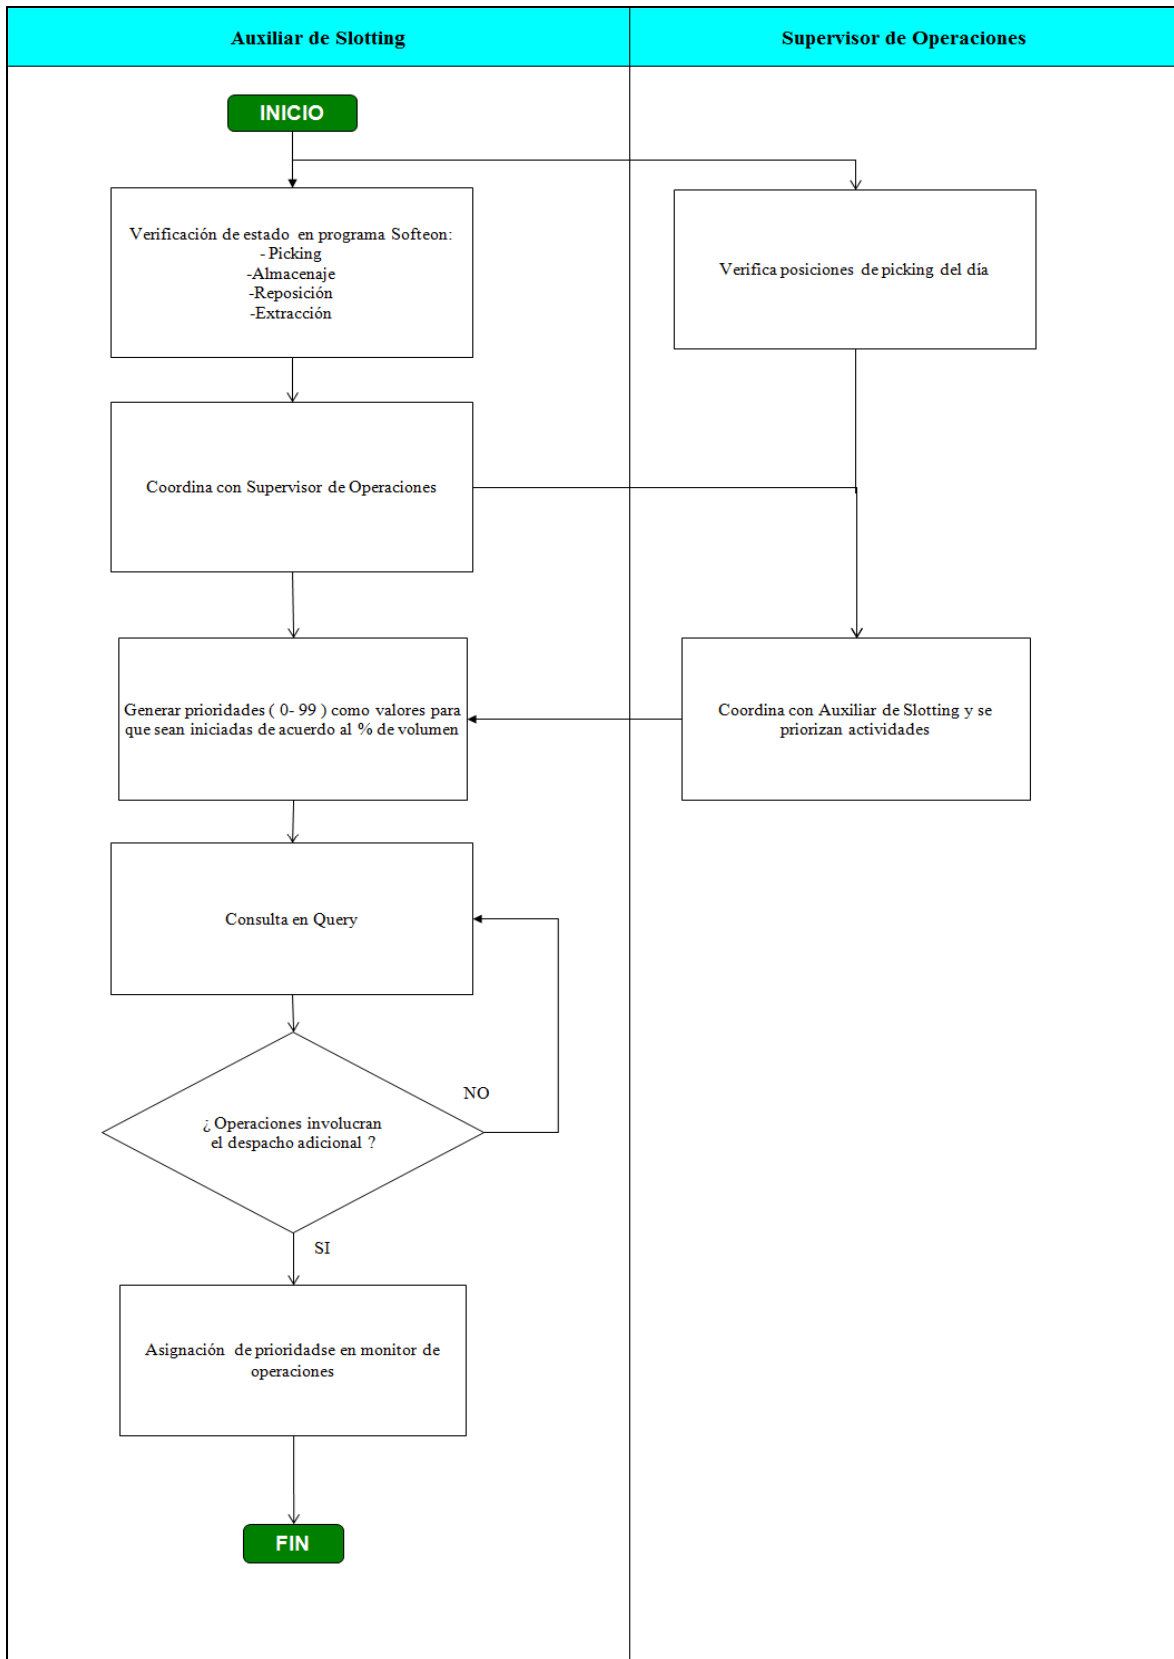 Auxiliar de Slotting
Supervisor de Operaciones
INICIO
Verificación de estado en programa Softeon:
- Picking
-Almacenaje
-Reposición
-Extracción
Verifica posiciones de picking del día
Coordina con Supervisor de Operaciones
Generar prioridades ( 0- 99 ) como valores para
que sean iniciadas de acuerdo al % de volumen
Coordina con Auxiliar de Slotting y se
priorizan actividades
Consulta en Query
NO
¿ Operaciones involucran
el despacho adicional ?
SI
Asignación de prioridadse en monitor de
operaciones
FIN